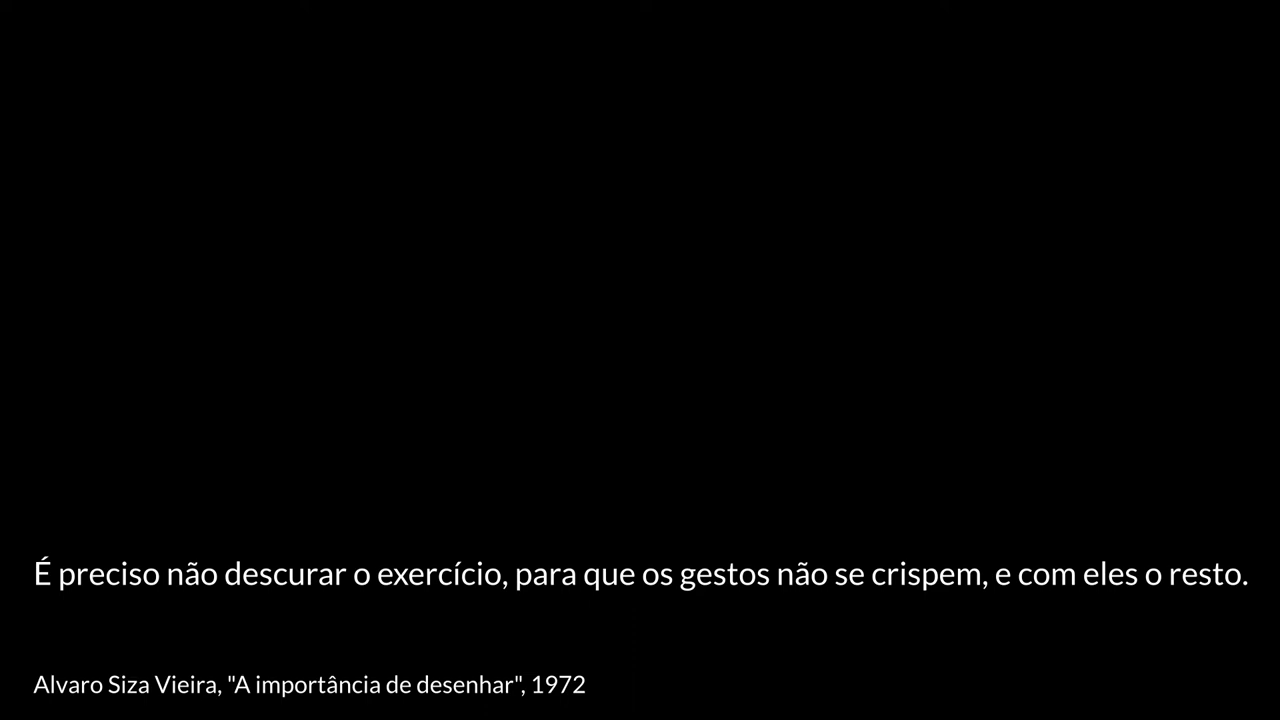 É preciso não descurar o exercício, para que os gestos não se crispem, e com eles o resto.
Alvaro Siza Vieira, "A importância de desenhar", 1972